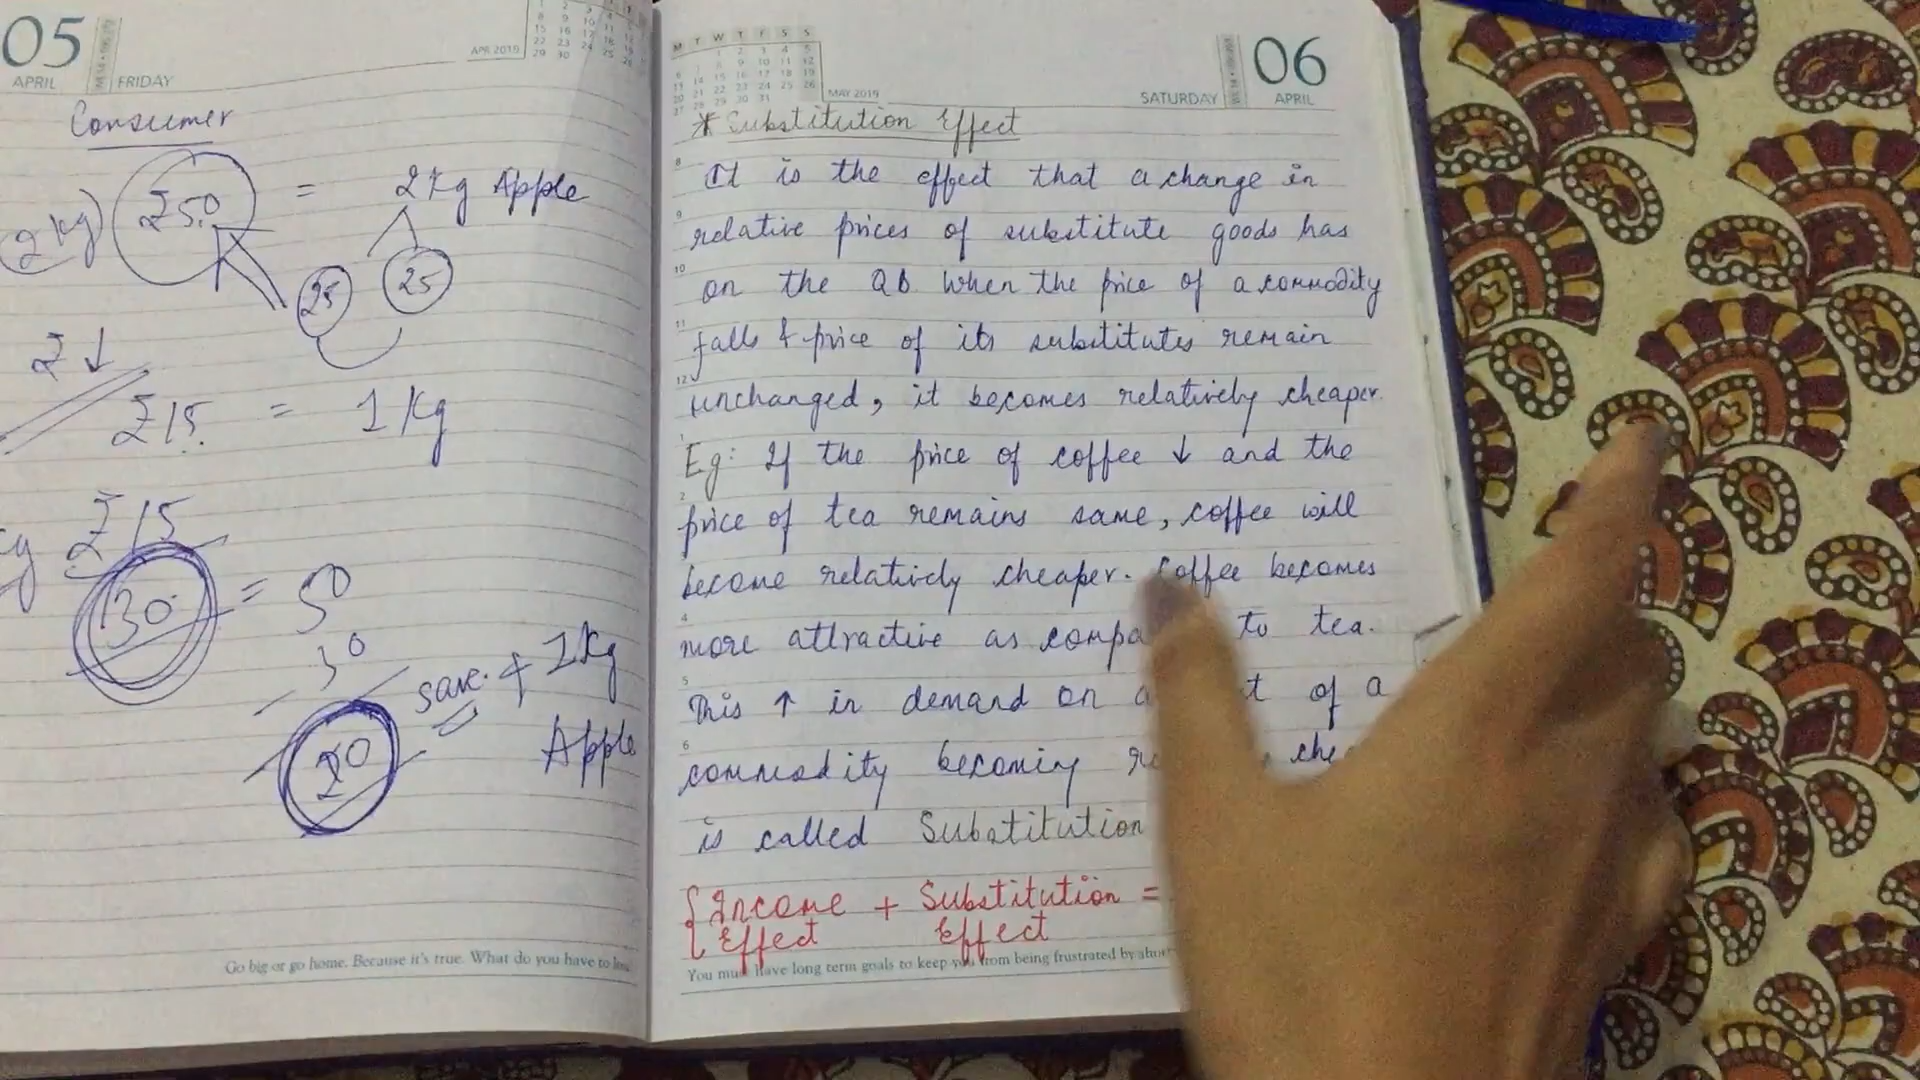 05
APRIL
FRIDAY
APR 2019
Consumer
2 kg) ₹50 = 2 Kg Apple
25 25
₹ ↓
₹15 = 1 Kg
₹15
30 = 50
30
20 save. + 1 Kg
Apple
Go big or go home. Because it's true. What do you have to
M T W T F S S
MAY 2019
SATURDAY
06
APRIL
* Substitution Effect
It is the effect that a change in
relative prices of substitute goods has
on the QD when the price of a commodity
falls & price of its substitutes remain
unchanged, it becomes relatively cheaper.
Eg: If the price of coffee ↓ and the
price of tea remains same, coffee will
become relatively cheaper. Coffee becomes
more attractive as to tea.
This ↑ in demand on of a
commodity becoming
is called Substitution
{ Income + Substitution =
Effect Effect
You must have long term goals to keep you from being frustrated by